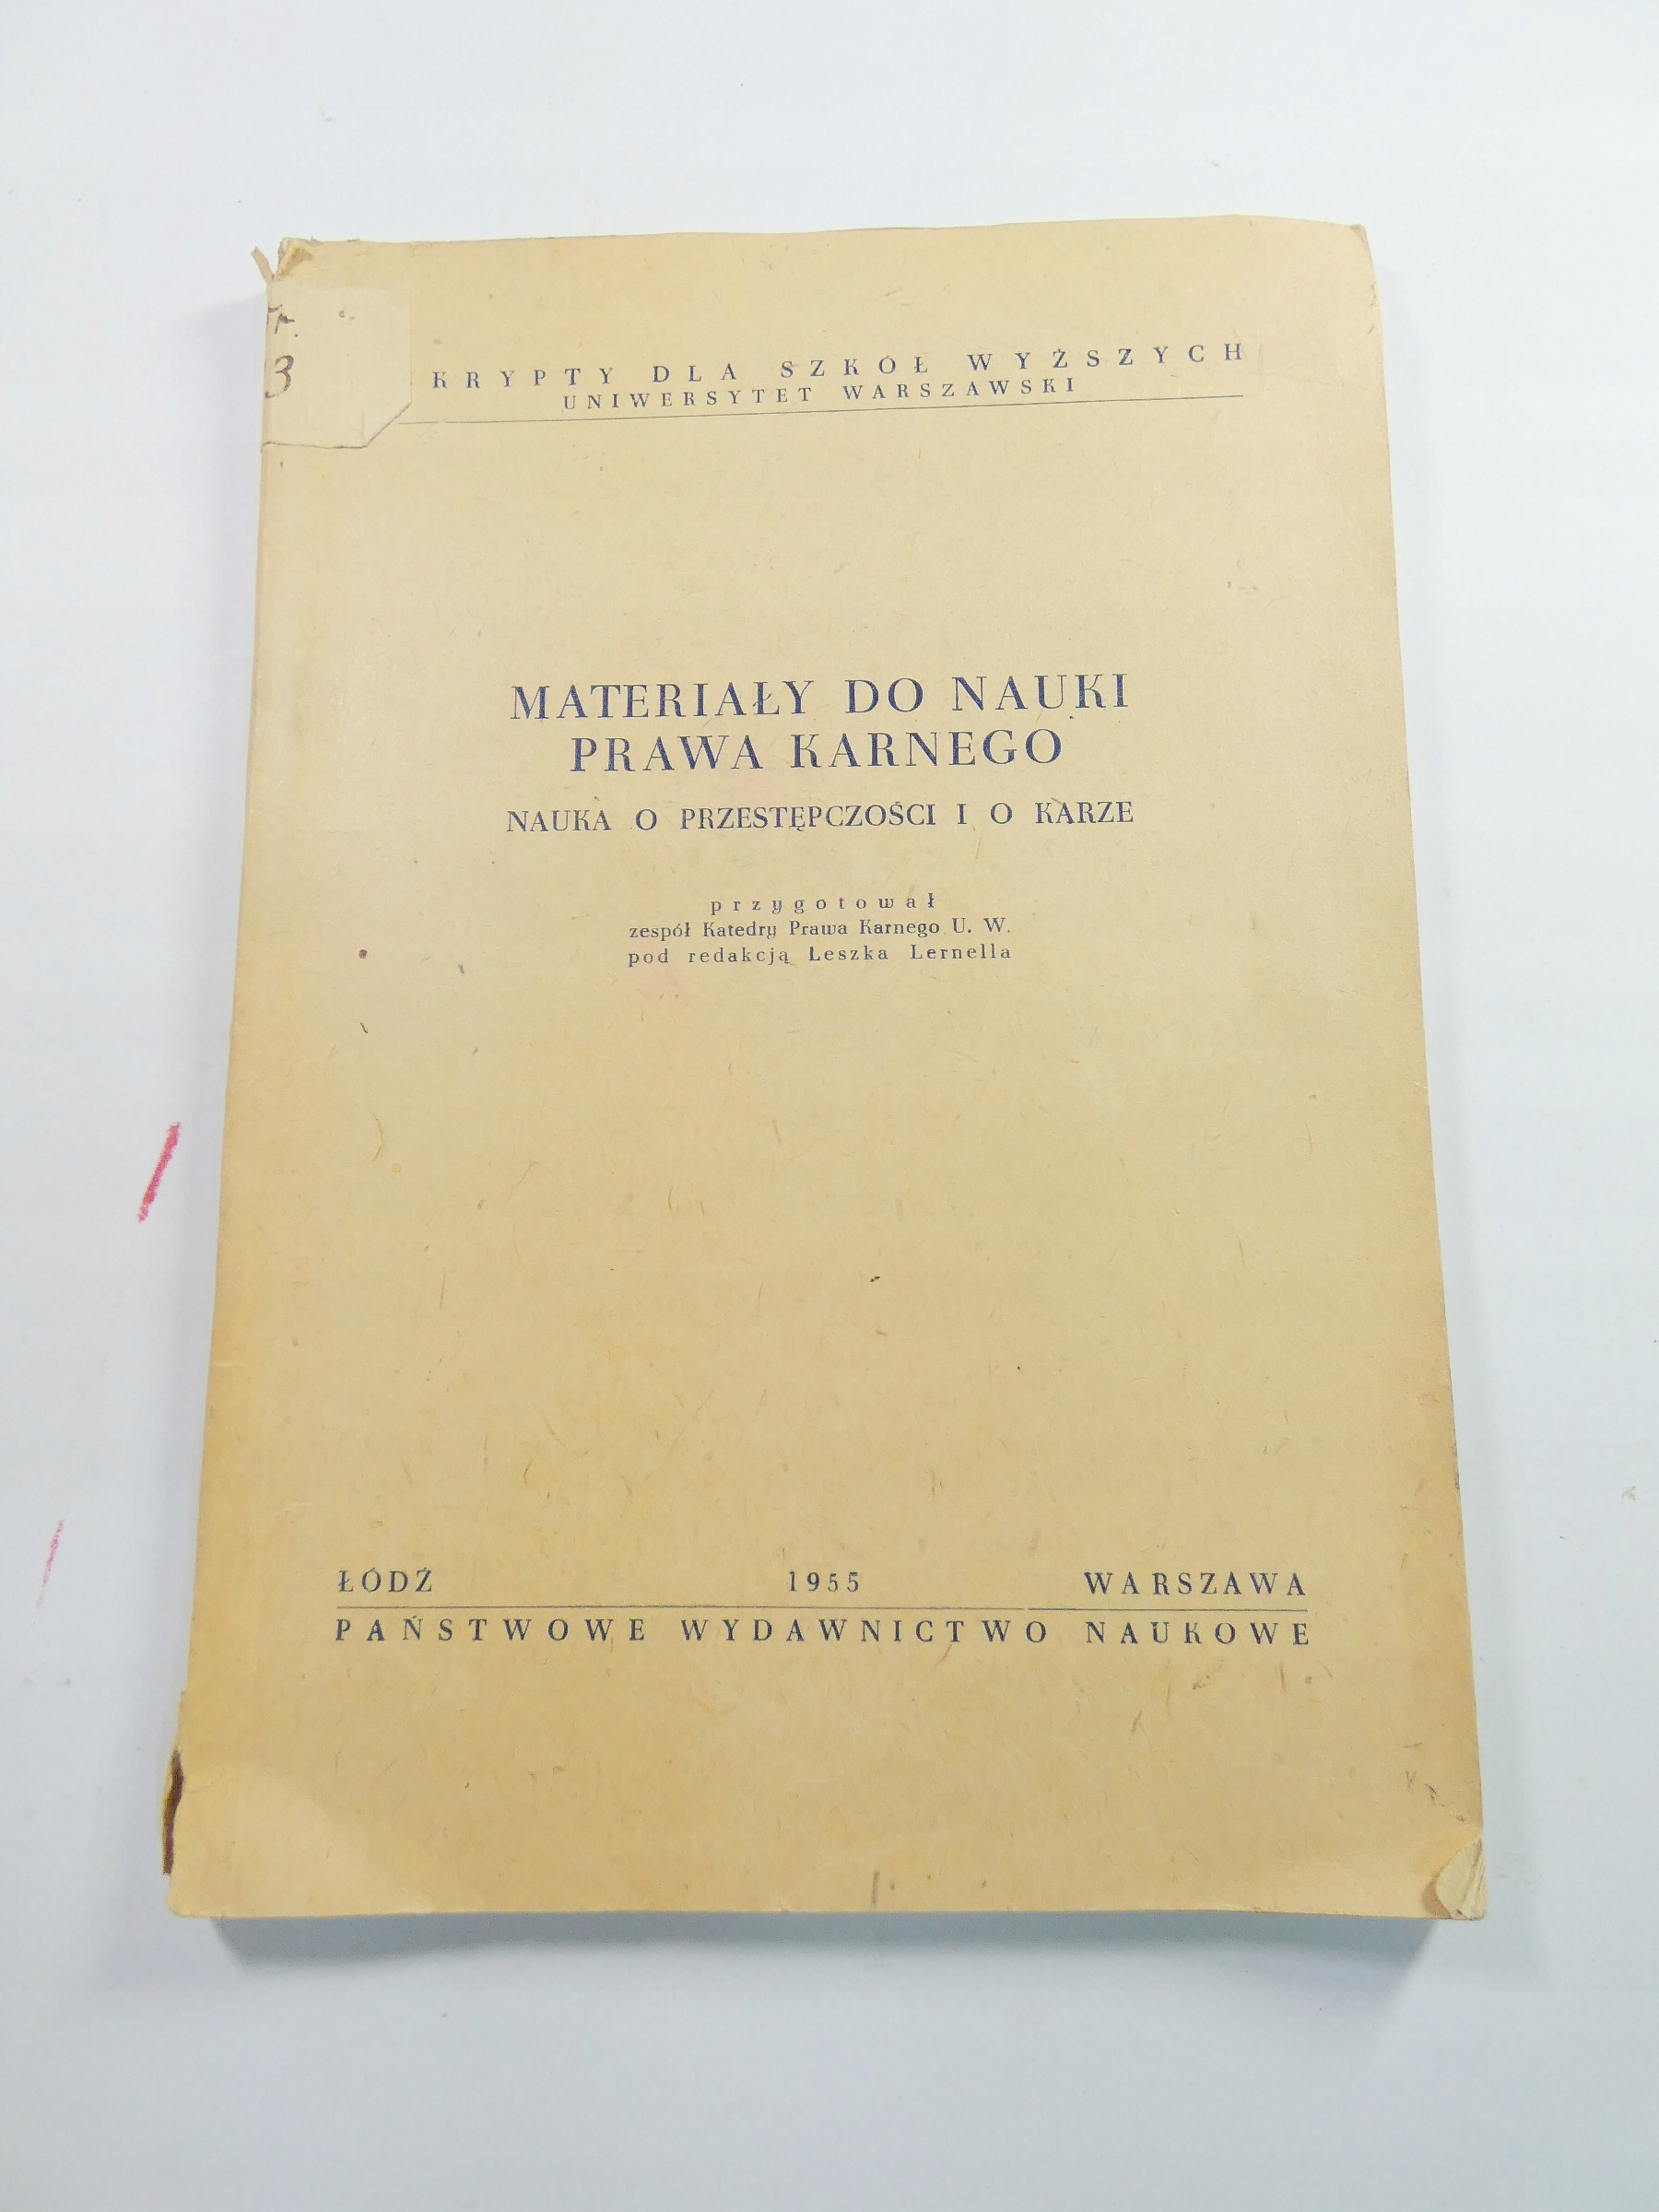 KRYPTY DLA SZKÓŁ WYŻSZYCH
UNIWERSYTET WARSZAWSKI
3
MATERIAŁY DO NAUKI
PRAWA KARNEGO
NAUKA O PRZESTĘPCZOŚCI I O KARZE
przygotował
zespół Katedry Prawa Karnego U. W.
pod redakcją Leszka Lernella
ŁÓDŹ 1955 WARSZAWA
PAŃSTWOWE WYDAWNICTWO NAUKOWE